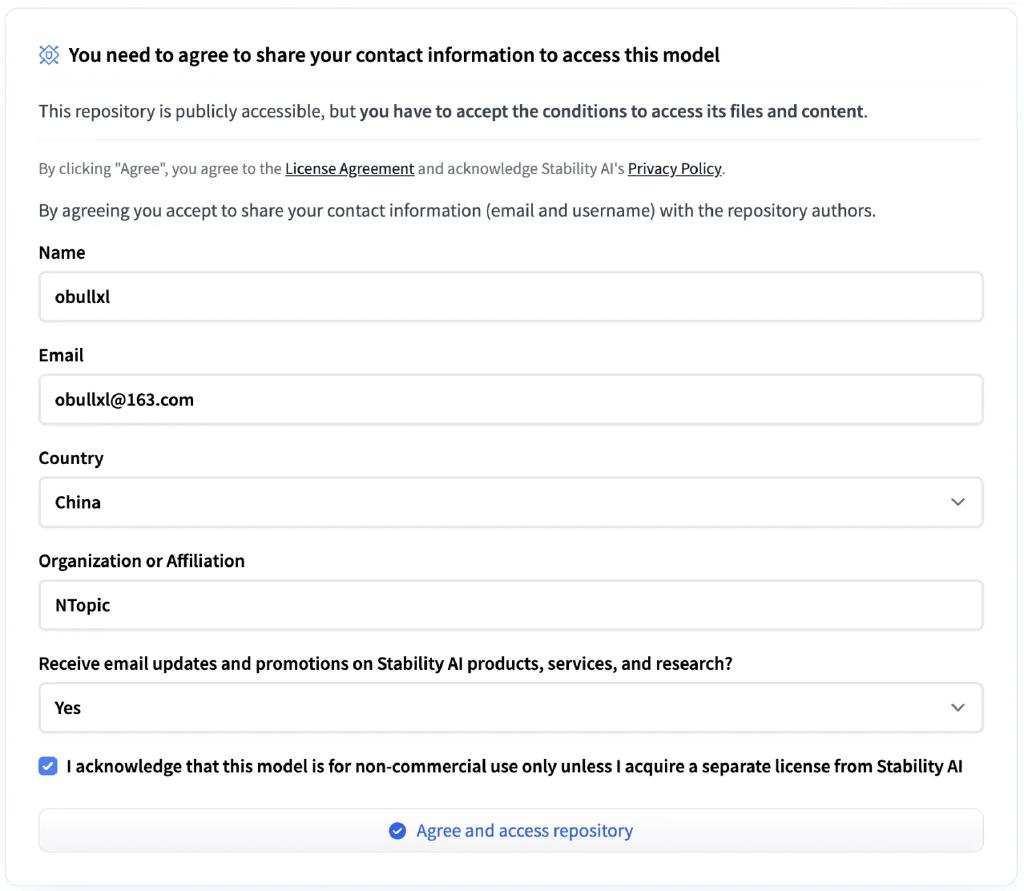 You need to agree to share your contact information to access this model
This repository is publicly accessible, but you have to accept the conditions to access its files and content.
By clicking "Agree", you agree to the License Agreement and acknowledge Stability AI's Privacy Policy.
By agreeing you accept to share your contact information (email and username) with the repository authors.
Name
obullxl
Email
obullxl@163.com
Country
China
Organization or Affiliation
NTopic
Receive email updates and promotions on Stability AI products, services, and research?
Yes
I acknowledge that this model is for non-commercial use only unless I acquire a separate license from Stability AI
Agree and access repository